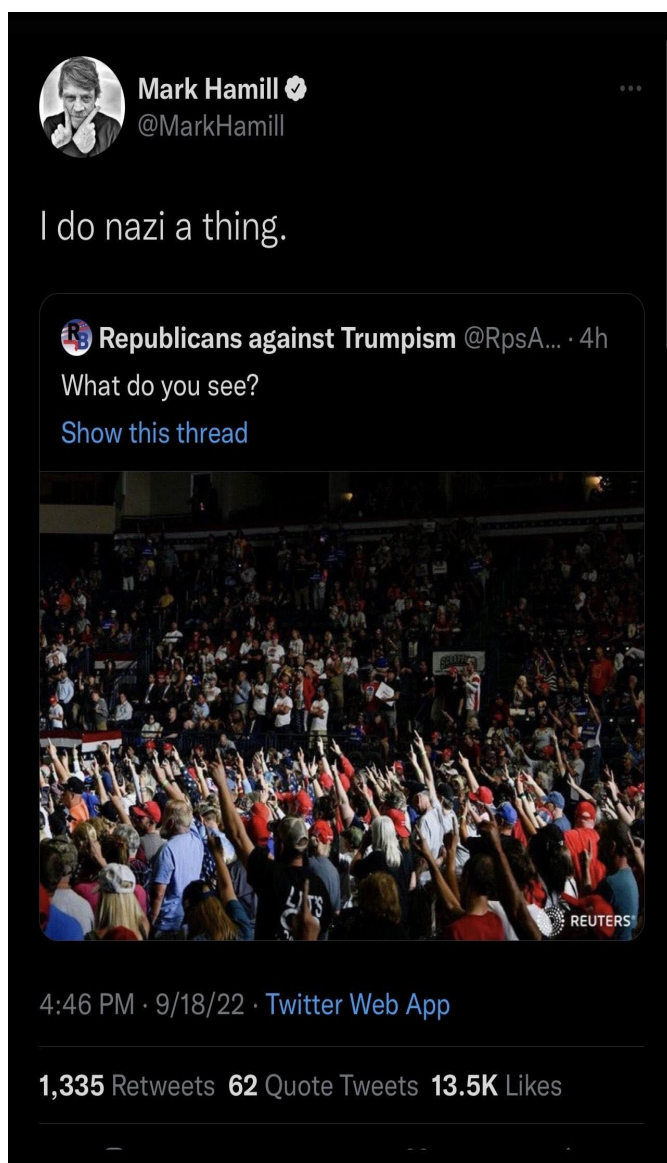 Mark Hamill
@MarkHamill
I do nazi a thing.
Republicans against Trumpism @RpsA... · 4h
What do you see?
Show this thread
LET'S
REUTERS
4:46 PM · 9/18/22 · Twitter Web App
1,335 Retweets 62 Quote Tweets 13.5K Likes